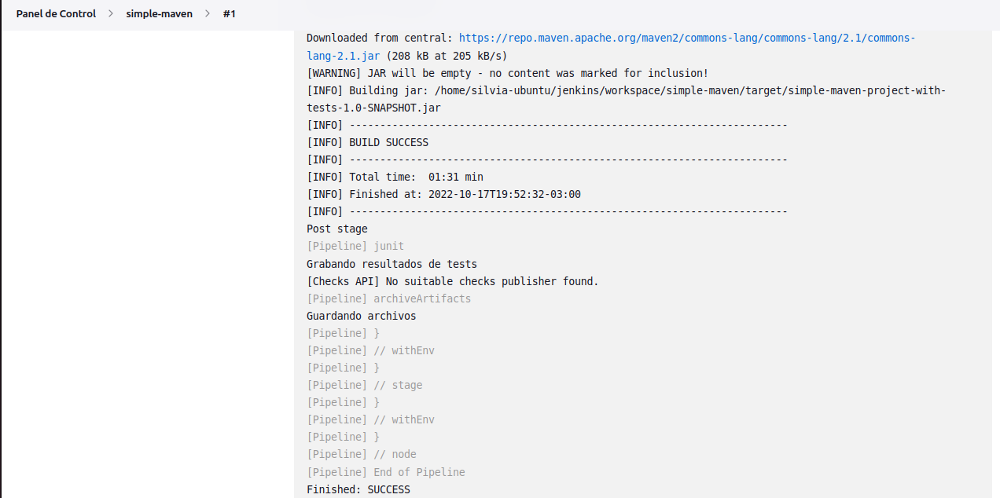 Panel de Control > simple-maven > #1
Downloaded from central: https://repo.maven.apache.org/maven2/commons-lang/commons-lang/2.1/commons-
lang-2.1.jar (208 kB at 205 kB/s)
[WARNING] JAR will be empty - no content was marked for inclusion!
[INFO] Building jar: /home/silvia-ubuntu/jenkins/workspace/simple-maven/target/simple-maven-project-with-
tests-1.0-SNAPSHOT.jar
[INFO] ------------------------------------------------------------------------
[INFO] BUILD SUCCESS
[INFO] ------------------------------------------------------------------------
[INFO] Total time:  01:31 min
[INFO] Finished at: 2022-10-17T19:52:32-03:00
[INFO] ------------------------------------------------------------------------
Post stage
[Pipeline] junit
Grabando resultados de tests
[Checks API] No suitable checks publisher found.
[Pipeline] archiveArtifacts
Guardando archivos
[Pipeline] }
[Pipeline] // withEnv
[Pipeline] }
[Pipeline] // stage
[Pipeline] }
[Pipeline] // withEnv
[Pipeline] }
[Pipeline] // node
[Pipeline] End of Pipeline
Finished: SUCCESS